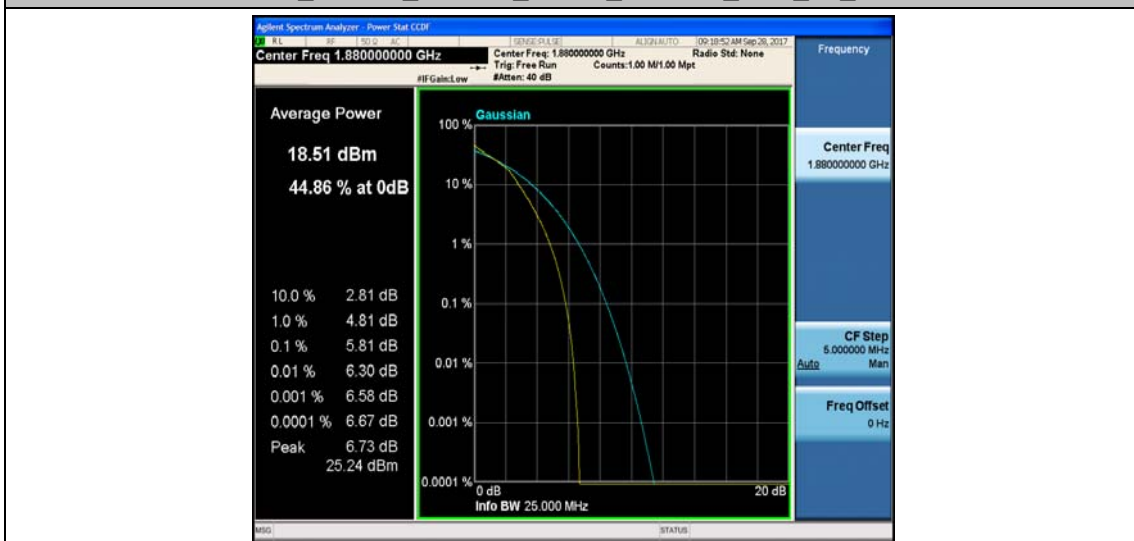 Agilent Spectrum Analyzer - Power Stat CCDF
RL RF 50 Ω AC SENSE:PULSE ALIGN AUTO 09:18:52 AM Sep 28, 2017
Center Freq 1.880000000 GHz
Center Freq: 1.880000000 GHz Radio Std: None
Trig: Free Run Counts:1.00 M/1.00 Mpt
#IFGain:Low #Atten: 40 dB
Frequency
Average Power
18.51 dBm
44.86 % at 0dB
10.0 % 2.81 dB
1.0 % 4.81 dB
0.1 % 5.81 dB
0.01 % 6.30 dB
0.001 % 6.58 dB
0.0001 % 6.67 dB
Peak 6.73 dB
25.24 dBm
Gaussian
100 %
10 %
1 %
0.1 %
0.01 %
0.001 %
0.0001 %
0 dB 20 dB
Info BW 25.000 MHz
Center Freq
1.880000000 GHz
CF Step
5.000000 MHz
Auto Man
Freq Offset
0 Hz
MSG STATUS